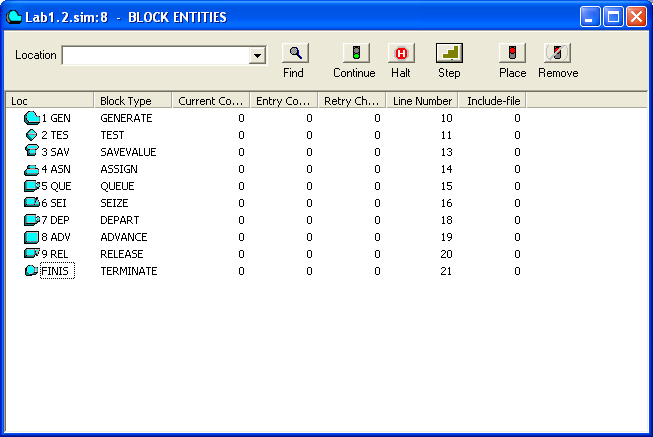 Lab1.2.sim:8 - BLOCK ENTITIES
Location
Find Continue Halt Step Place Remove
Loc Block Type Current Co... Entry Co... Retry Ch... Line Number Include-file
1 GEN GENERATE 0 0 0 10 0
2 TES TEST 0 0 0 11 0
3 SAV SAVEVALUE 0 0 0 13 0
4 ASN ASSIGN 0 0 0 14 0
5 QUE QUEUE 0 0 0 15 0
6 SEI SEIZE 0 0 0 16 0
7 DEP DEPART 0 0 0 18 0
8 ADV ADVANCE 0 0 0 19 0
9 REL RELEASE 0 0 0 20 0
FINIS TERMINATE 0 0 0 21 0